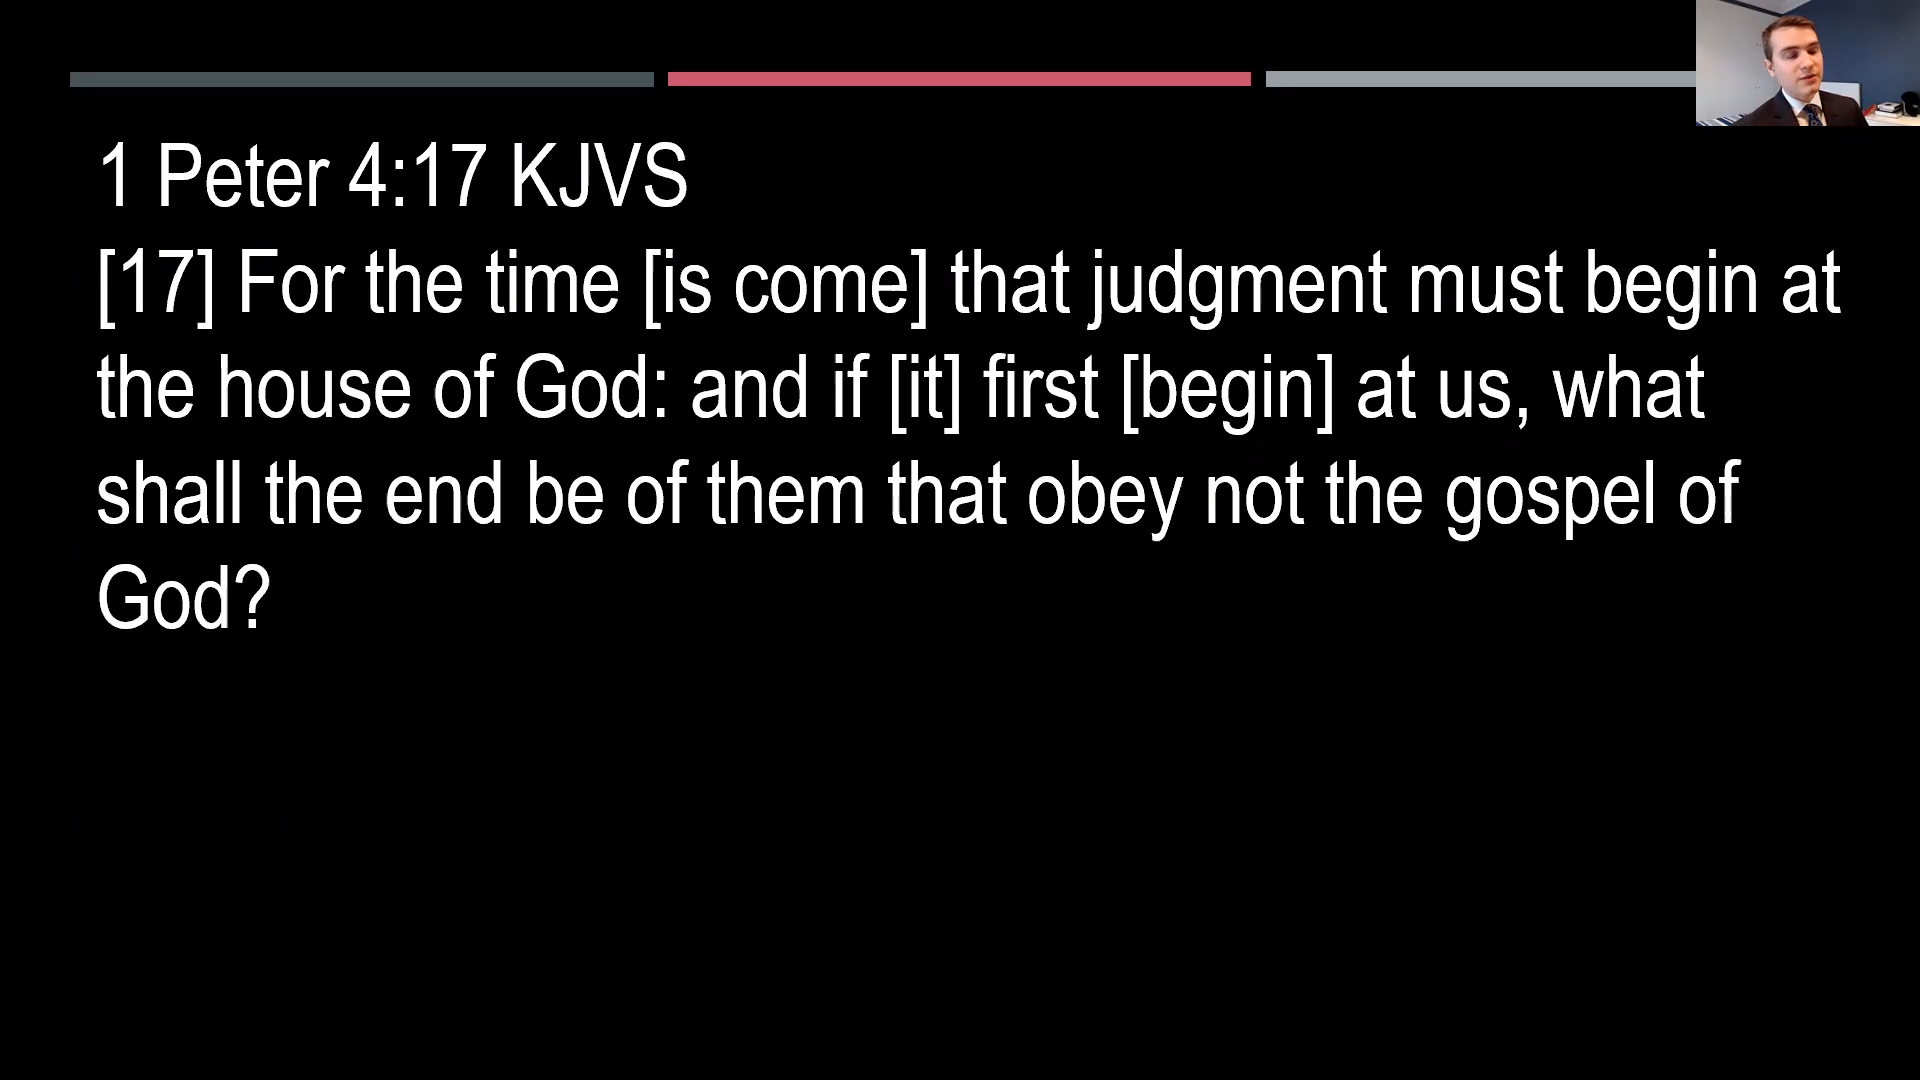 1 Peter 4:17 KJVS
[17] For the time [is come] that judgment must begin at
the house of God: and if [it] first [begin] at us, what
shall the end be of them that obey not the gospel of
God?